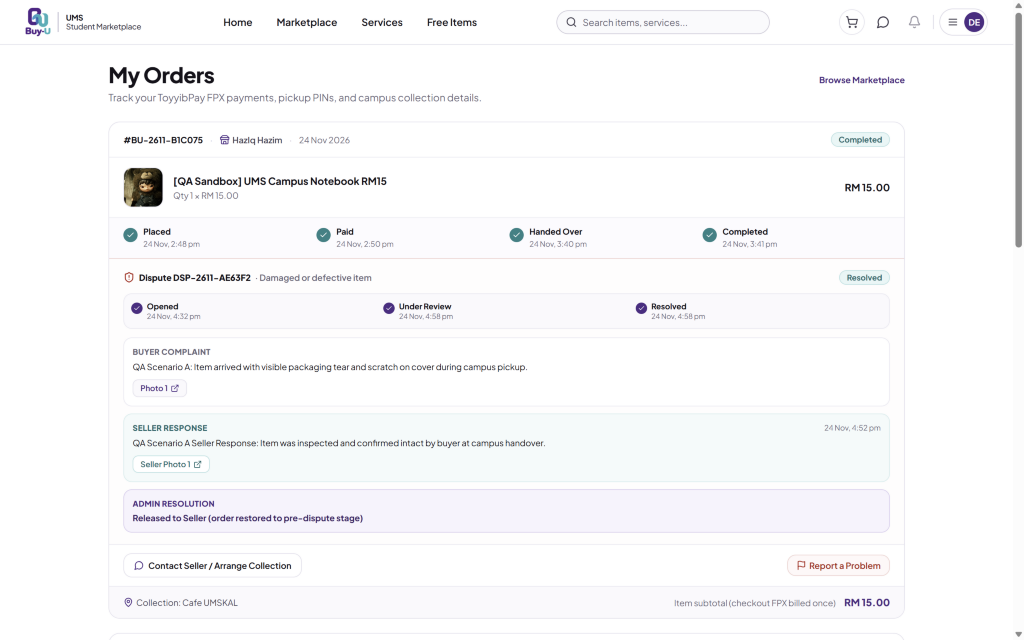 Buy-U
UMS
Student Marketplace
Home
Marketplace
Services
Free Items
Search items, services...
DE
My Orders
Browse Marketplace
Track your ToyyibPay FPX payments, pickup PINs, and campus collection details.
#BU-2611-B1C075
HazIq Hazim
24 Nov 2026
Completed
[QA Sandbox] UMS Campus Notebook RM15
Qty 1 × RM 15.00
RM 15.00
Placed
24 Nov, 2:48 pm
Paid
24 Nov, 2:50 pm
Handed Over
24 Nov, 3:40 pm
Completed
24 Nov, 3:41 pm
Dispute DSP-2611-AE63F2 · Damaged or defective item
Resolved
Opened
24 Nov, 4:32 pm
Under Review
24 Nov, 4:58 pm
Resolved
24 Nov, 4:58 pm
BUYER COMPLAINT
QA Scenario A: Item arrived with visible packaging tear and scratch on cover during campus pickup.
Photo 1
SELLER RESPONSE
24 Nov, 4:52 pm
QA Scenario A Seller Response: Item was inspected and confirmed intact by buyer at campus handover.
Seller Photo 1
ADMIN RESOLUTION
Released to Seller (order restored to pre-dispute stage)
Contact Seller / Arrange Collection
Report a Problem
Collection: Cafe UMSKAL
Item subtotal (checkout FPX billed once) RM 15.00